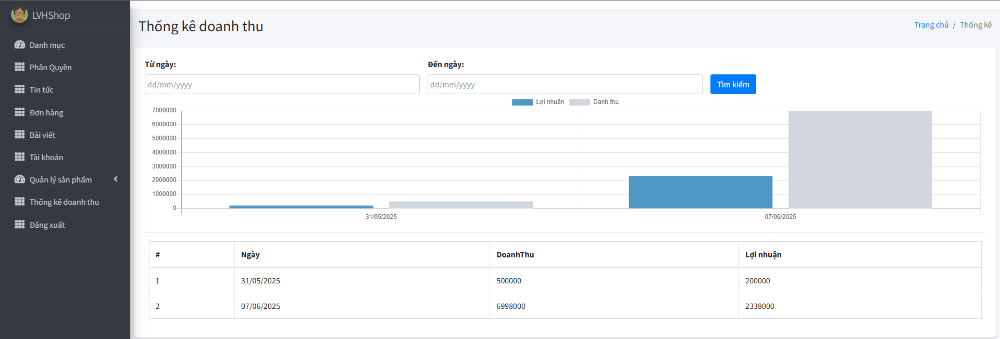 LVHShop
Danh mục
Phân Quyền
Tin tức
Đơn hàng
Bài viết
Tài khoản
Quản lý sản phẩm
Thống kê doanh thu
Đăng xuất
Thống kê doanh thu
Trang chủ / Thống kê
Từ ngày: Đến ngày:
dd/mm/yyyy dd/mm/yyyy Tìm kiếm
Lợi nhuận Danh thu
7000000
6000000
5000000
4000000
3000000
2000000
1000000
0
31/05/2025 07/06/2025
# Ngày DoanhThu Lợi nhuận
1 31/05/2025 500000 200000
2 07/06/2025 6998000 2338000